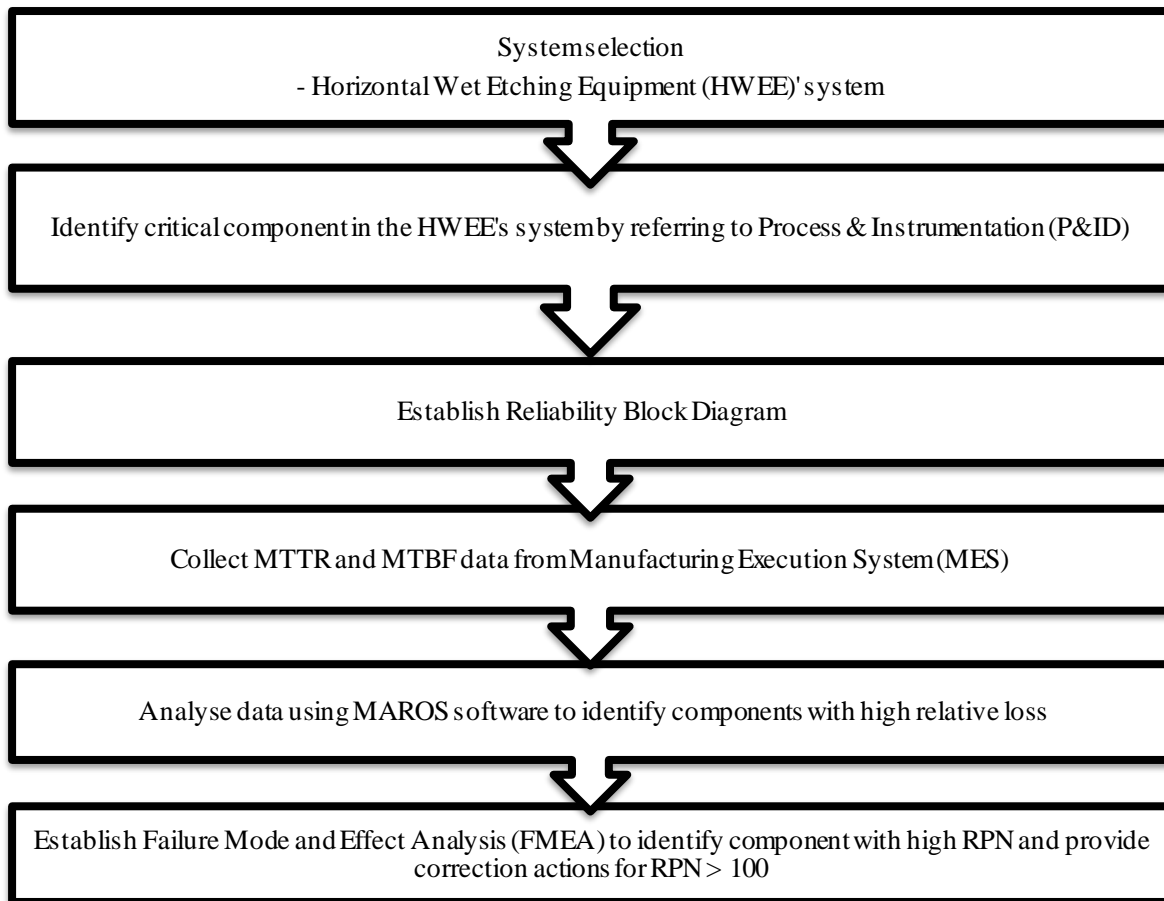 System selection
- Horizontal Wet Etching Equipment (HWEE)' system
Identify critical component in the HWEE's system by referring to Process & Instrumentation (P&ID)
Establish Reliability Block Diagram
Collect MTTR and MTBF data from Manufacturing Execution System (MES)
Analyse data using MAROS software to identify components with high relative loss
Establish Failure Mode and Effect Analysis (FMEA) to identify component with high RPN and provide
correction actions for RPN > 100